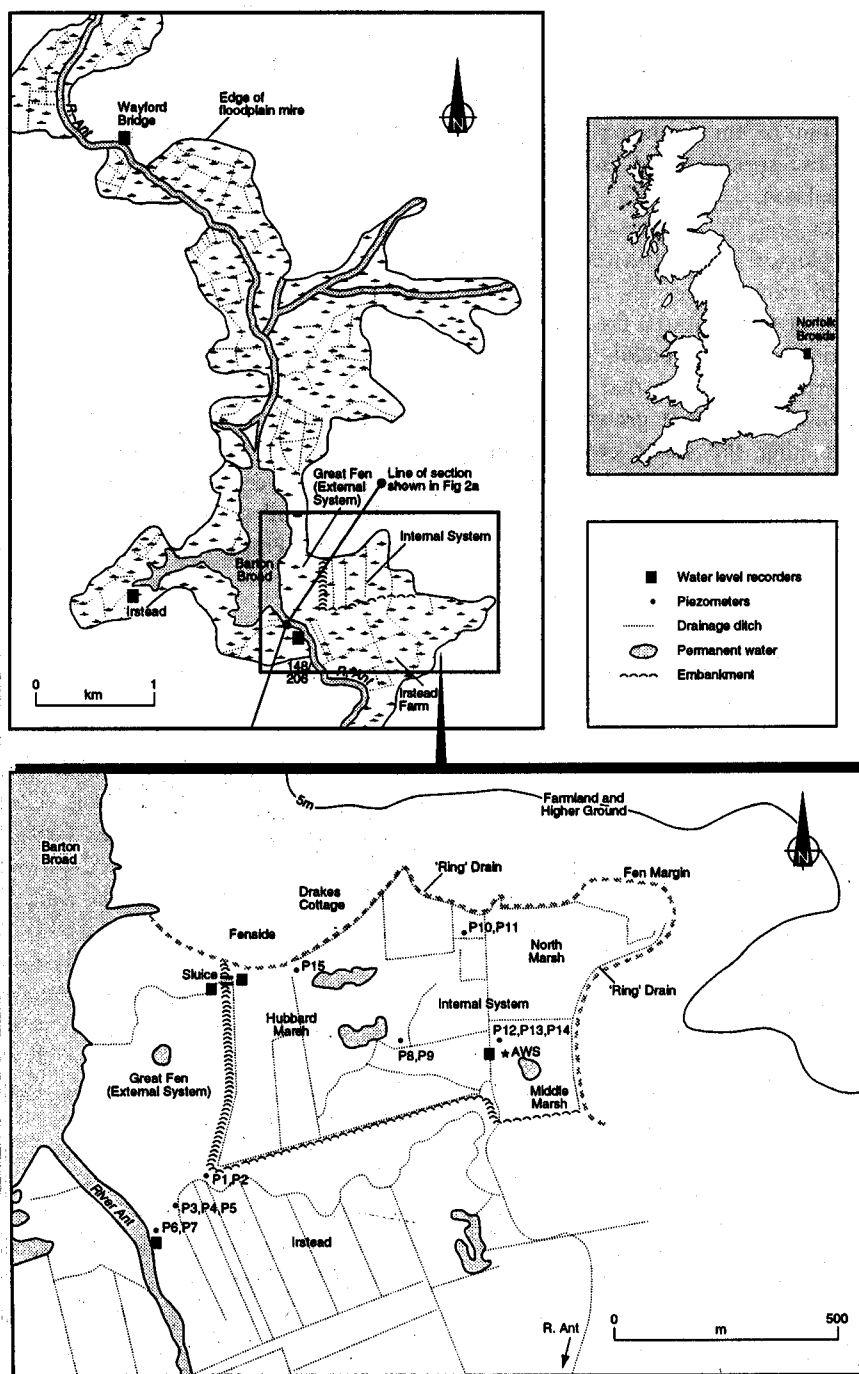 Wayford
Bridge
R. Ant
Edge of
floodplain mire
N
Great Fen
(External
System)
Line of section
shown in Fig 2a
Internal System
Barton
Broad
Irstead
148
206
R. Ant
Irstead
Farm
0
1
km
Norfolk
Broads
Water level recorders
Piezometers
Drainage ditch
Permanent water
Embankment
5m
Farmland and
Higher Ground
N
Barton
Broad
'Ring' Drain
Fen Margin
Drakes
Cottage
Fenside
P10,P11
North
Marsh
Sluice
P15
'Ring' Drain
Hubbard
Marsh
Internal System
P12,P13,P14
P8,P9
AWS
Great Fen
(External System)
Middle
Marsh
P1,P2
River Ant
P3,P4,P5
P6,P7
Irstead
R. Ant
0
500
m